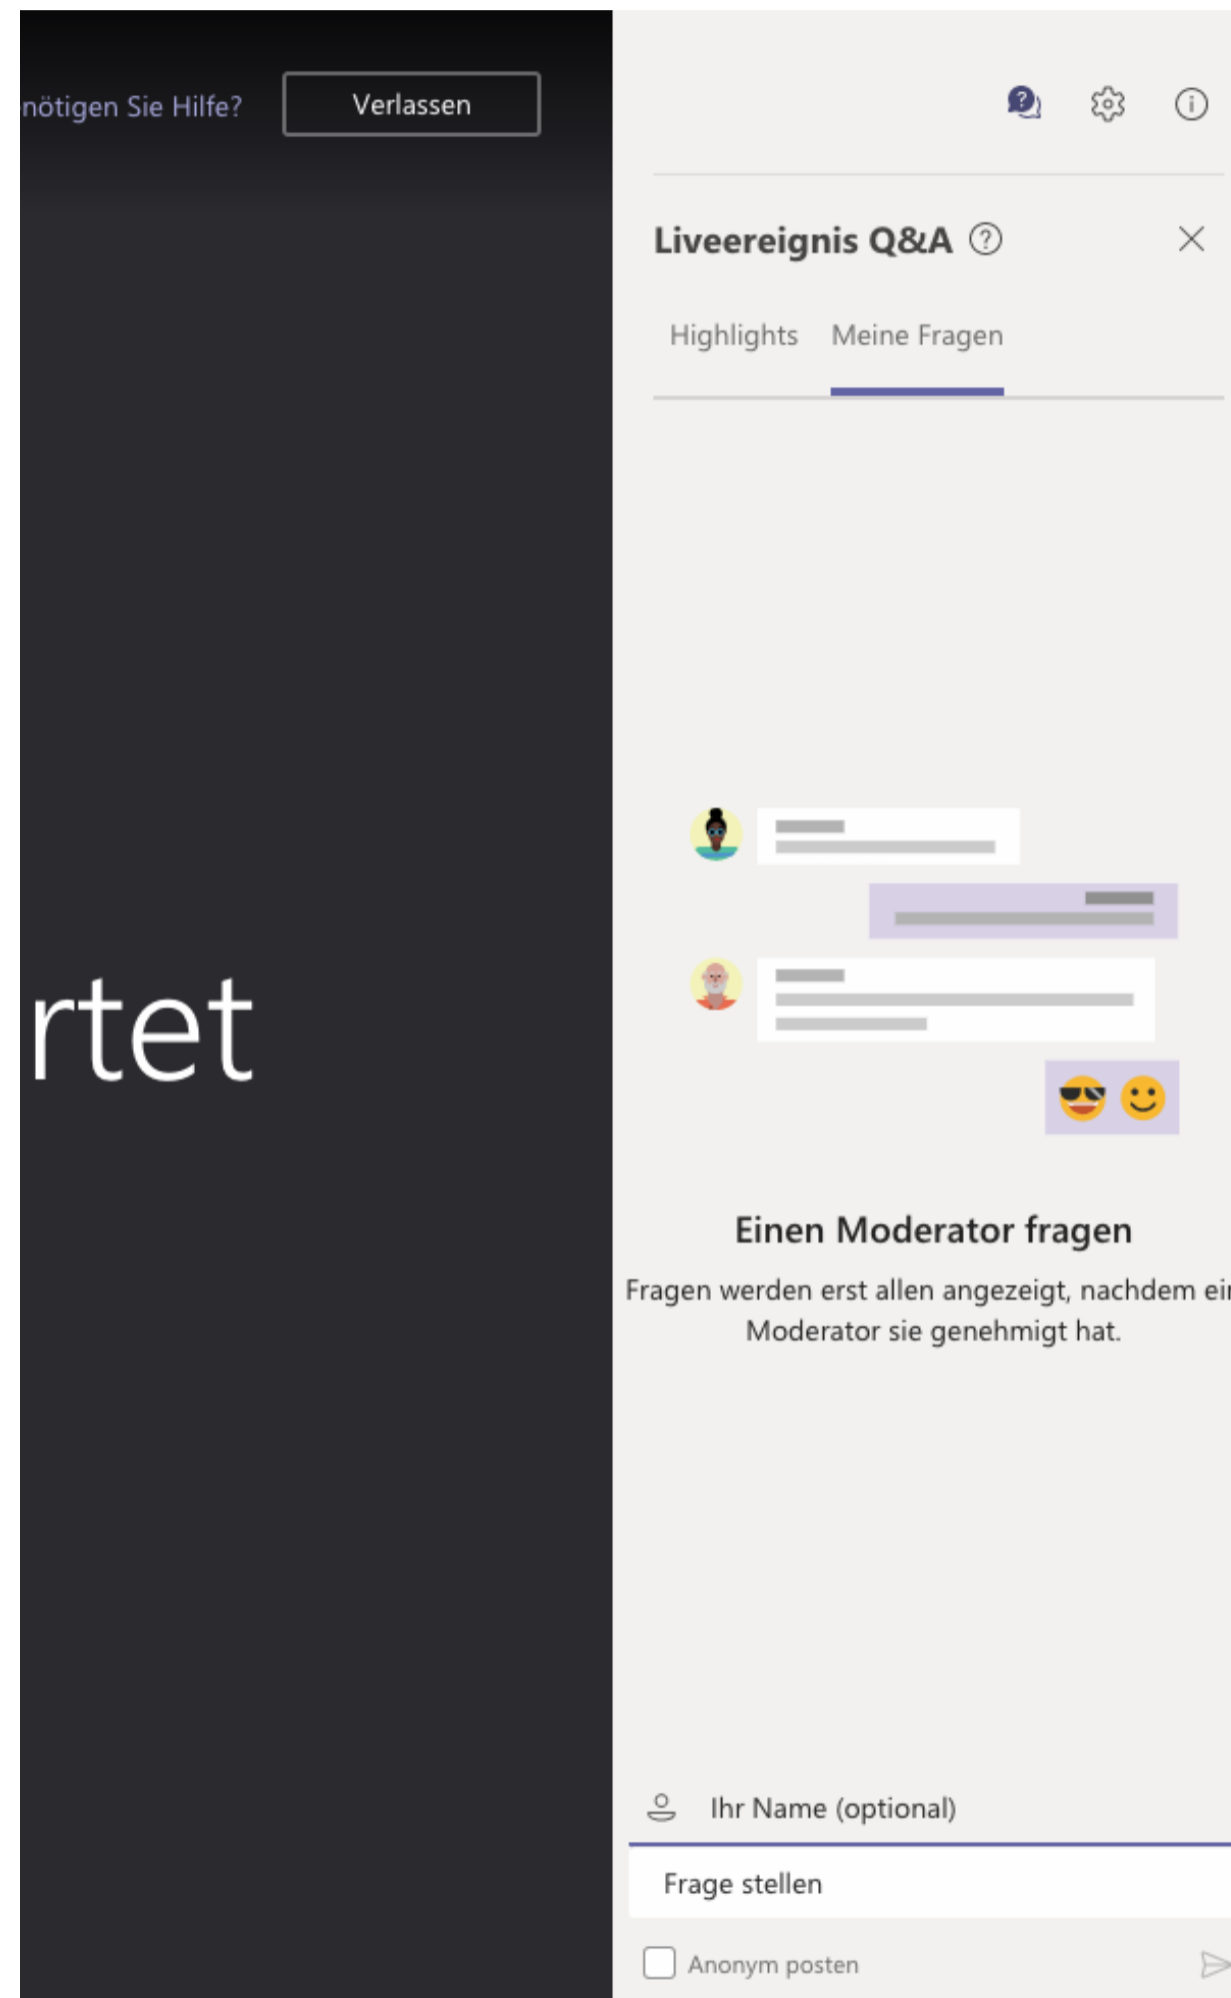 nötigen Sie Hilfe?
Verlassen
rtet
Liveereignis Q&A
Highlights Meine Fragen
Einen Moderator fragen
Fragen werden erst allen angezeigt, nachdem ein
Moderator sie genehmigt hat.
Ihr Name (optional)
Frage stellen
Anonym posten